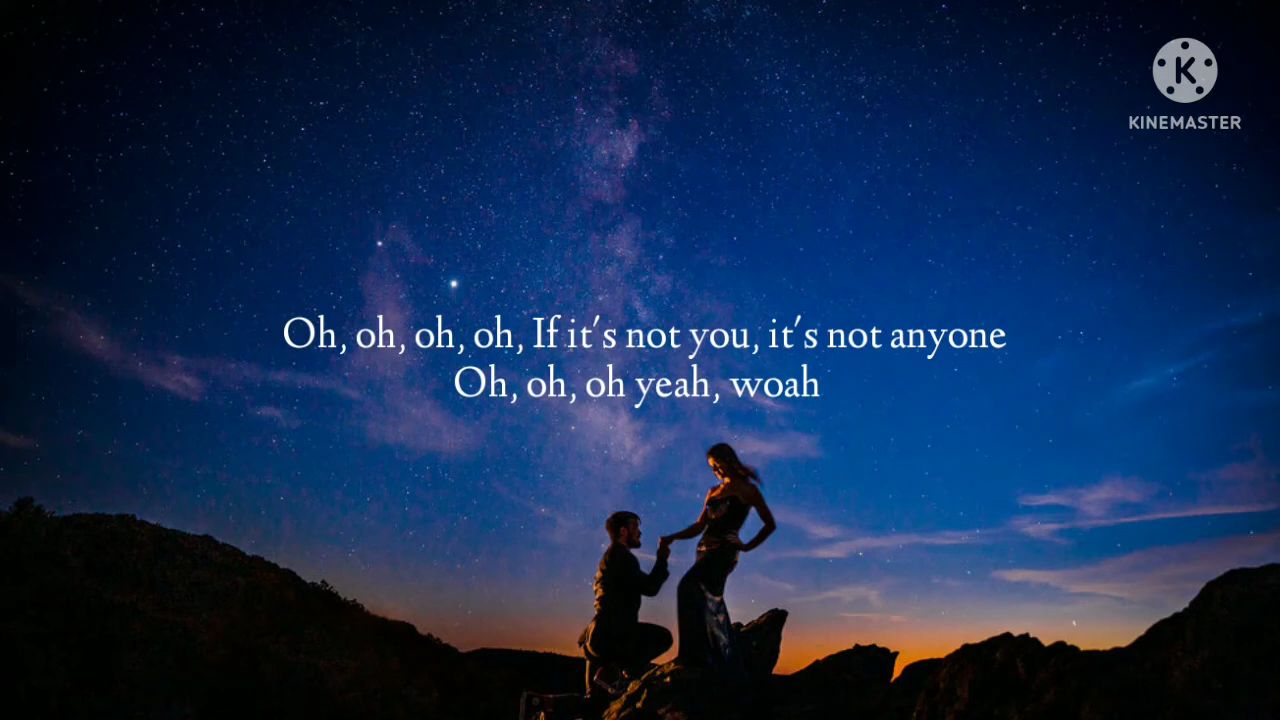 KINEMASTER
Oh, oh, oh, oh, If it's not you, it's not anyone
Oh, oh, oh yeah, woah